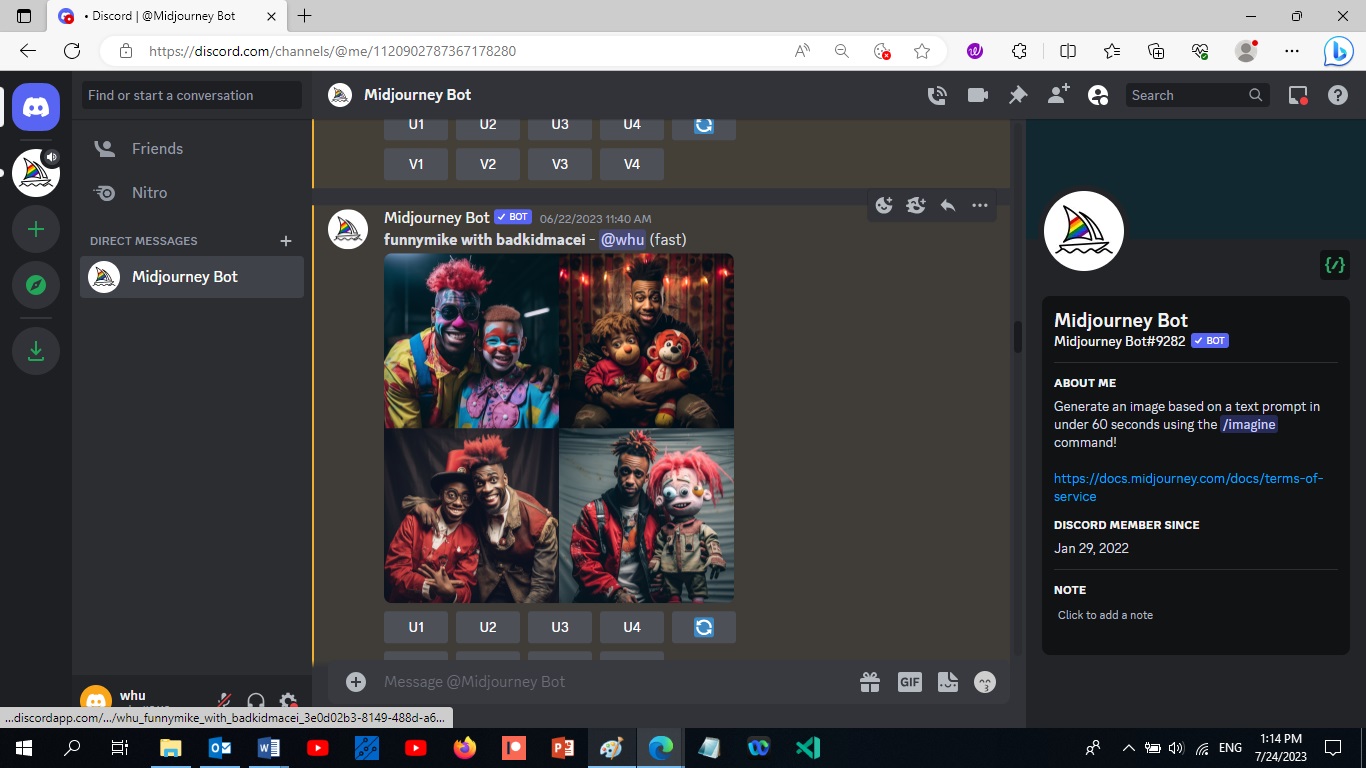 • Discord | @Midjourney Bot
https://discord.com/channels/@me/1120902787367178280
Find or start a conversation
Midjourney Bot
Search
Friends
Nitro
DIRECT MESSAGES
Midjourney Bot
U1 U2 U3 U4
V1 V2 V3 V4
Midjourney Bot BOT 06/22/2023 11:40 AM
funnymike with badkidmacei - @whu (fast)
U1 U2 U3 U4
Message @Midjourney Bot
GIF
Midjourney Bot
Midjourney Bot#9282 BOT
ABOUT ME
Generate an image based on a text prompt in
under 60 seconds using the /imagine
command!
https://docs.midjourney.com/docs/terms-of-
service
DISCORD MEMBER SINCE
Jan 29, 2022
NOTE
Click to add a note
whu
...discordapp.com/.../whu_funnymike_with_badkidmacei_3e0d02b3-8149-488d-a6...
ENG
1:14 PM
7/24/2023